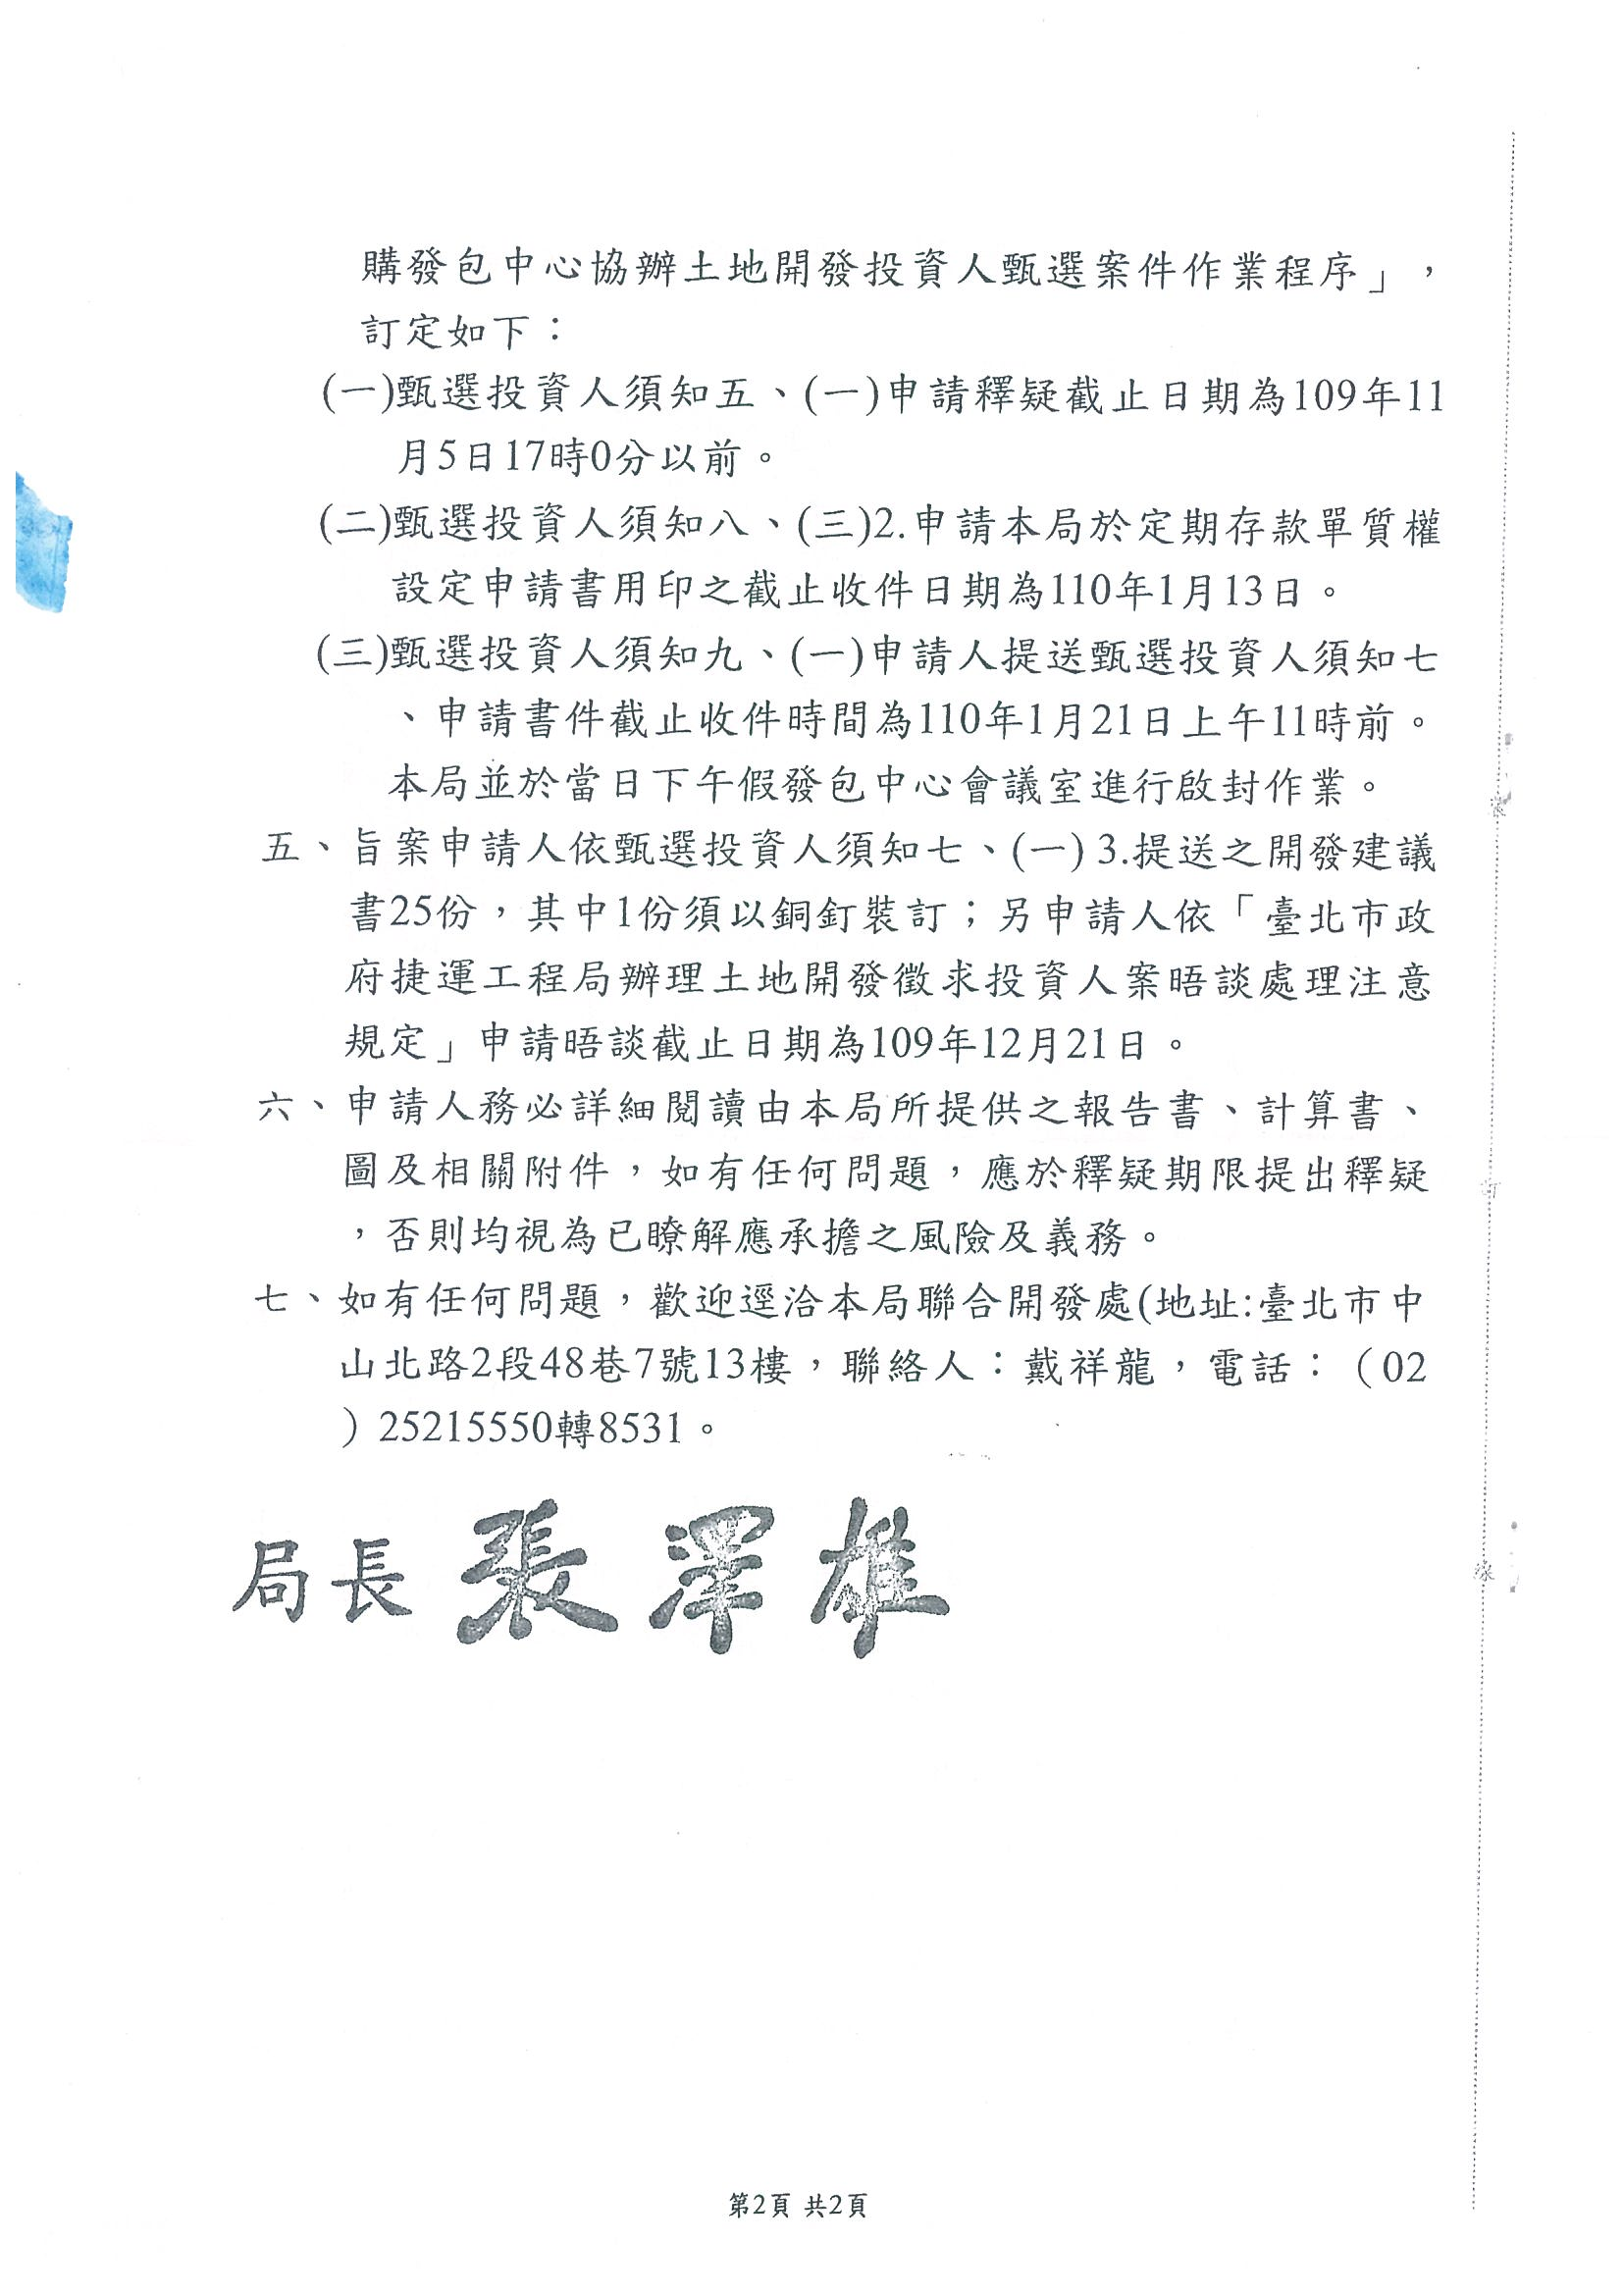 購發包中心協辦土地開發投資人甄選案件作業程序」，
訂定如下：
(一)甄選投資人須知五、(一)申請釋疑截止日期為109年11
月5日17時0分以前。
(二)甄選投資人須知八、(三)2.申請本局於定期存款單質權
設定申請書用印之截止收件日期為110年1月13日。
(三)甄選投資人須知九、(一)申請人提送甄選投資人須知七
、申請書件截止收件時間為110年1月21日上午11時前。
本局並於當日下午假發包中心會議室進行啟封作業。
五、旨案申請人依甄選投資人須知七、(一) 3.提送之開發建議
書25份，其中1份須以銅釘裝訂；另申請人依「臺北市政
府捷運工程局辦理土地開發徵求投資人案晤談處理注意
規定」申請晤談截止日期為109年12月21日。
六、申請人務必詳細閱讀由本局所提供之報告書、計算書、
圖及相關附件，如有任何問題，應於釋疑期限提出釋疑
，否則均視為已瞭解應承擔之風險及義務。
七、如有任何問題，歡迎逕洽本局聯合開發處(地址:臺北市中
山北路2段48巷7號13樓，聯絡人：戴祥龍，電話：（02
）25215550轉8531。
局長 張澤雄
第2頁 共2頁